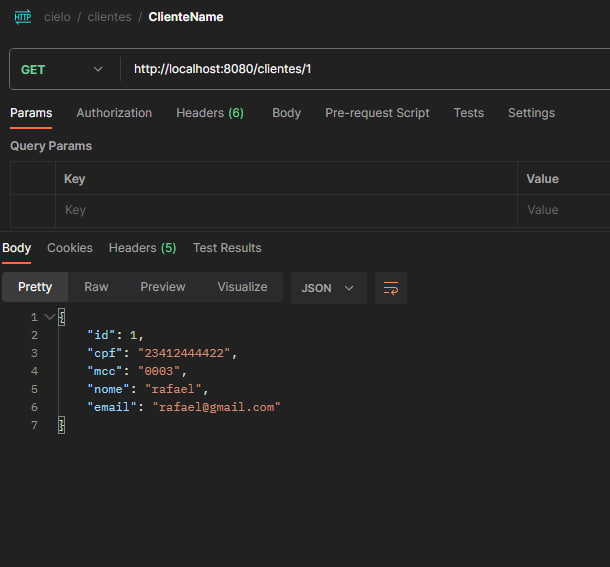 HTTP cielo / clientes / ClienteName
GET http://localhost:8080/clientes/1
Params Authorization Headers (6) Body Pre-request Script Tests Settings
Query Params
Key Value
Key Value
Body Cookies Headers (5) Test Results
Pretty Raw Preview Visualize JSON
1 {
2 "id": 1,
3 "cpf": "23412444422",
4 "mcc": "0003",
5 "nome": "rafael",
6 "email": "rafael@gmail.com"
7 }